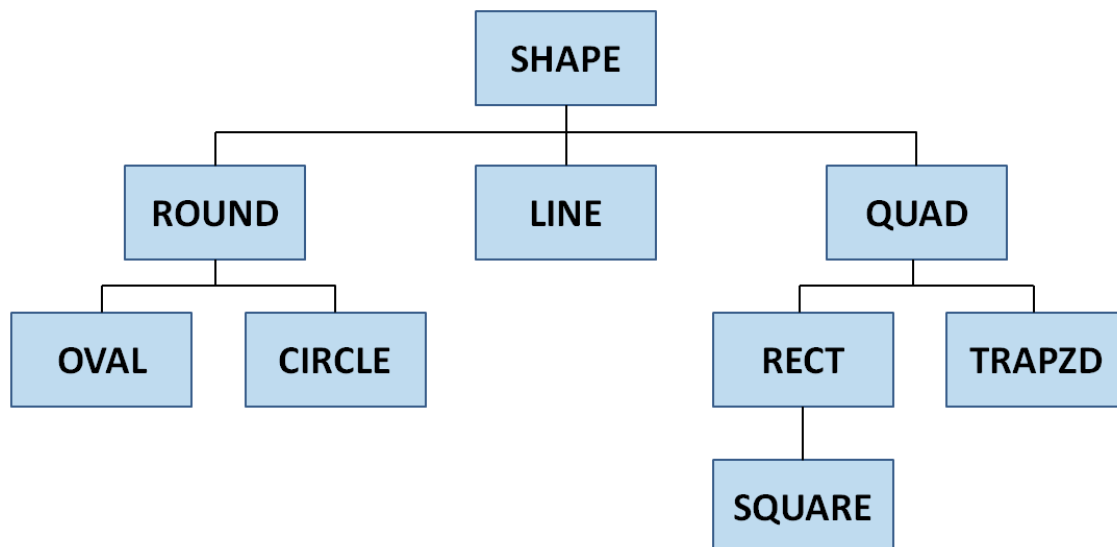 SHAPE
ROUND
LINE
QUAD
OVAL
CIRCLE
RECT
TRAPZD
SQUARE